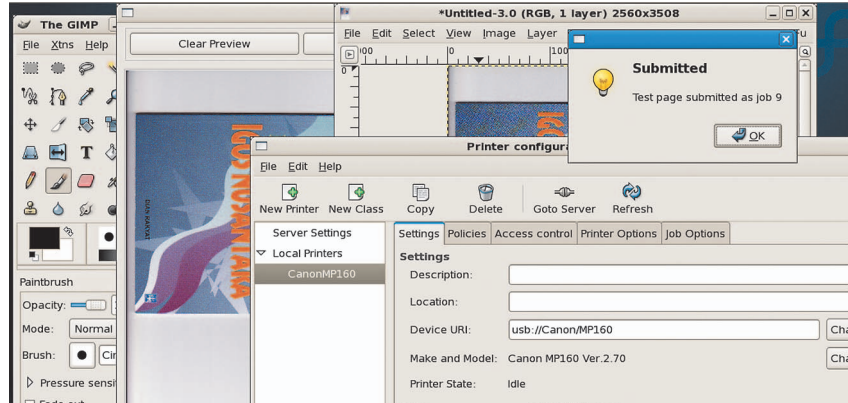 The GIMP
File Xtns Help
Paintbrush
Opacity:
Mode: Normal
Brush:
Pressure
Clear Preview
IGOS NUSANTARA
*Untitled-3.0 (RGB, 1 layer) 2560x3508
File Edit Select View Image Layer
0
Submitted
Test page submitted as job 9
OK
Printer
File Edit Help
New Printer New Class Copy Delete Goto Server Refresh
Server Settings
Local Printers
CanonMP160
Settings Policies Access control Printer Options Job Options
Settings
Description:
Location:
Device URI: usb://Canon/MP160
Make and Model: Canon MP160 Ver.2.70
Printer State: Idle